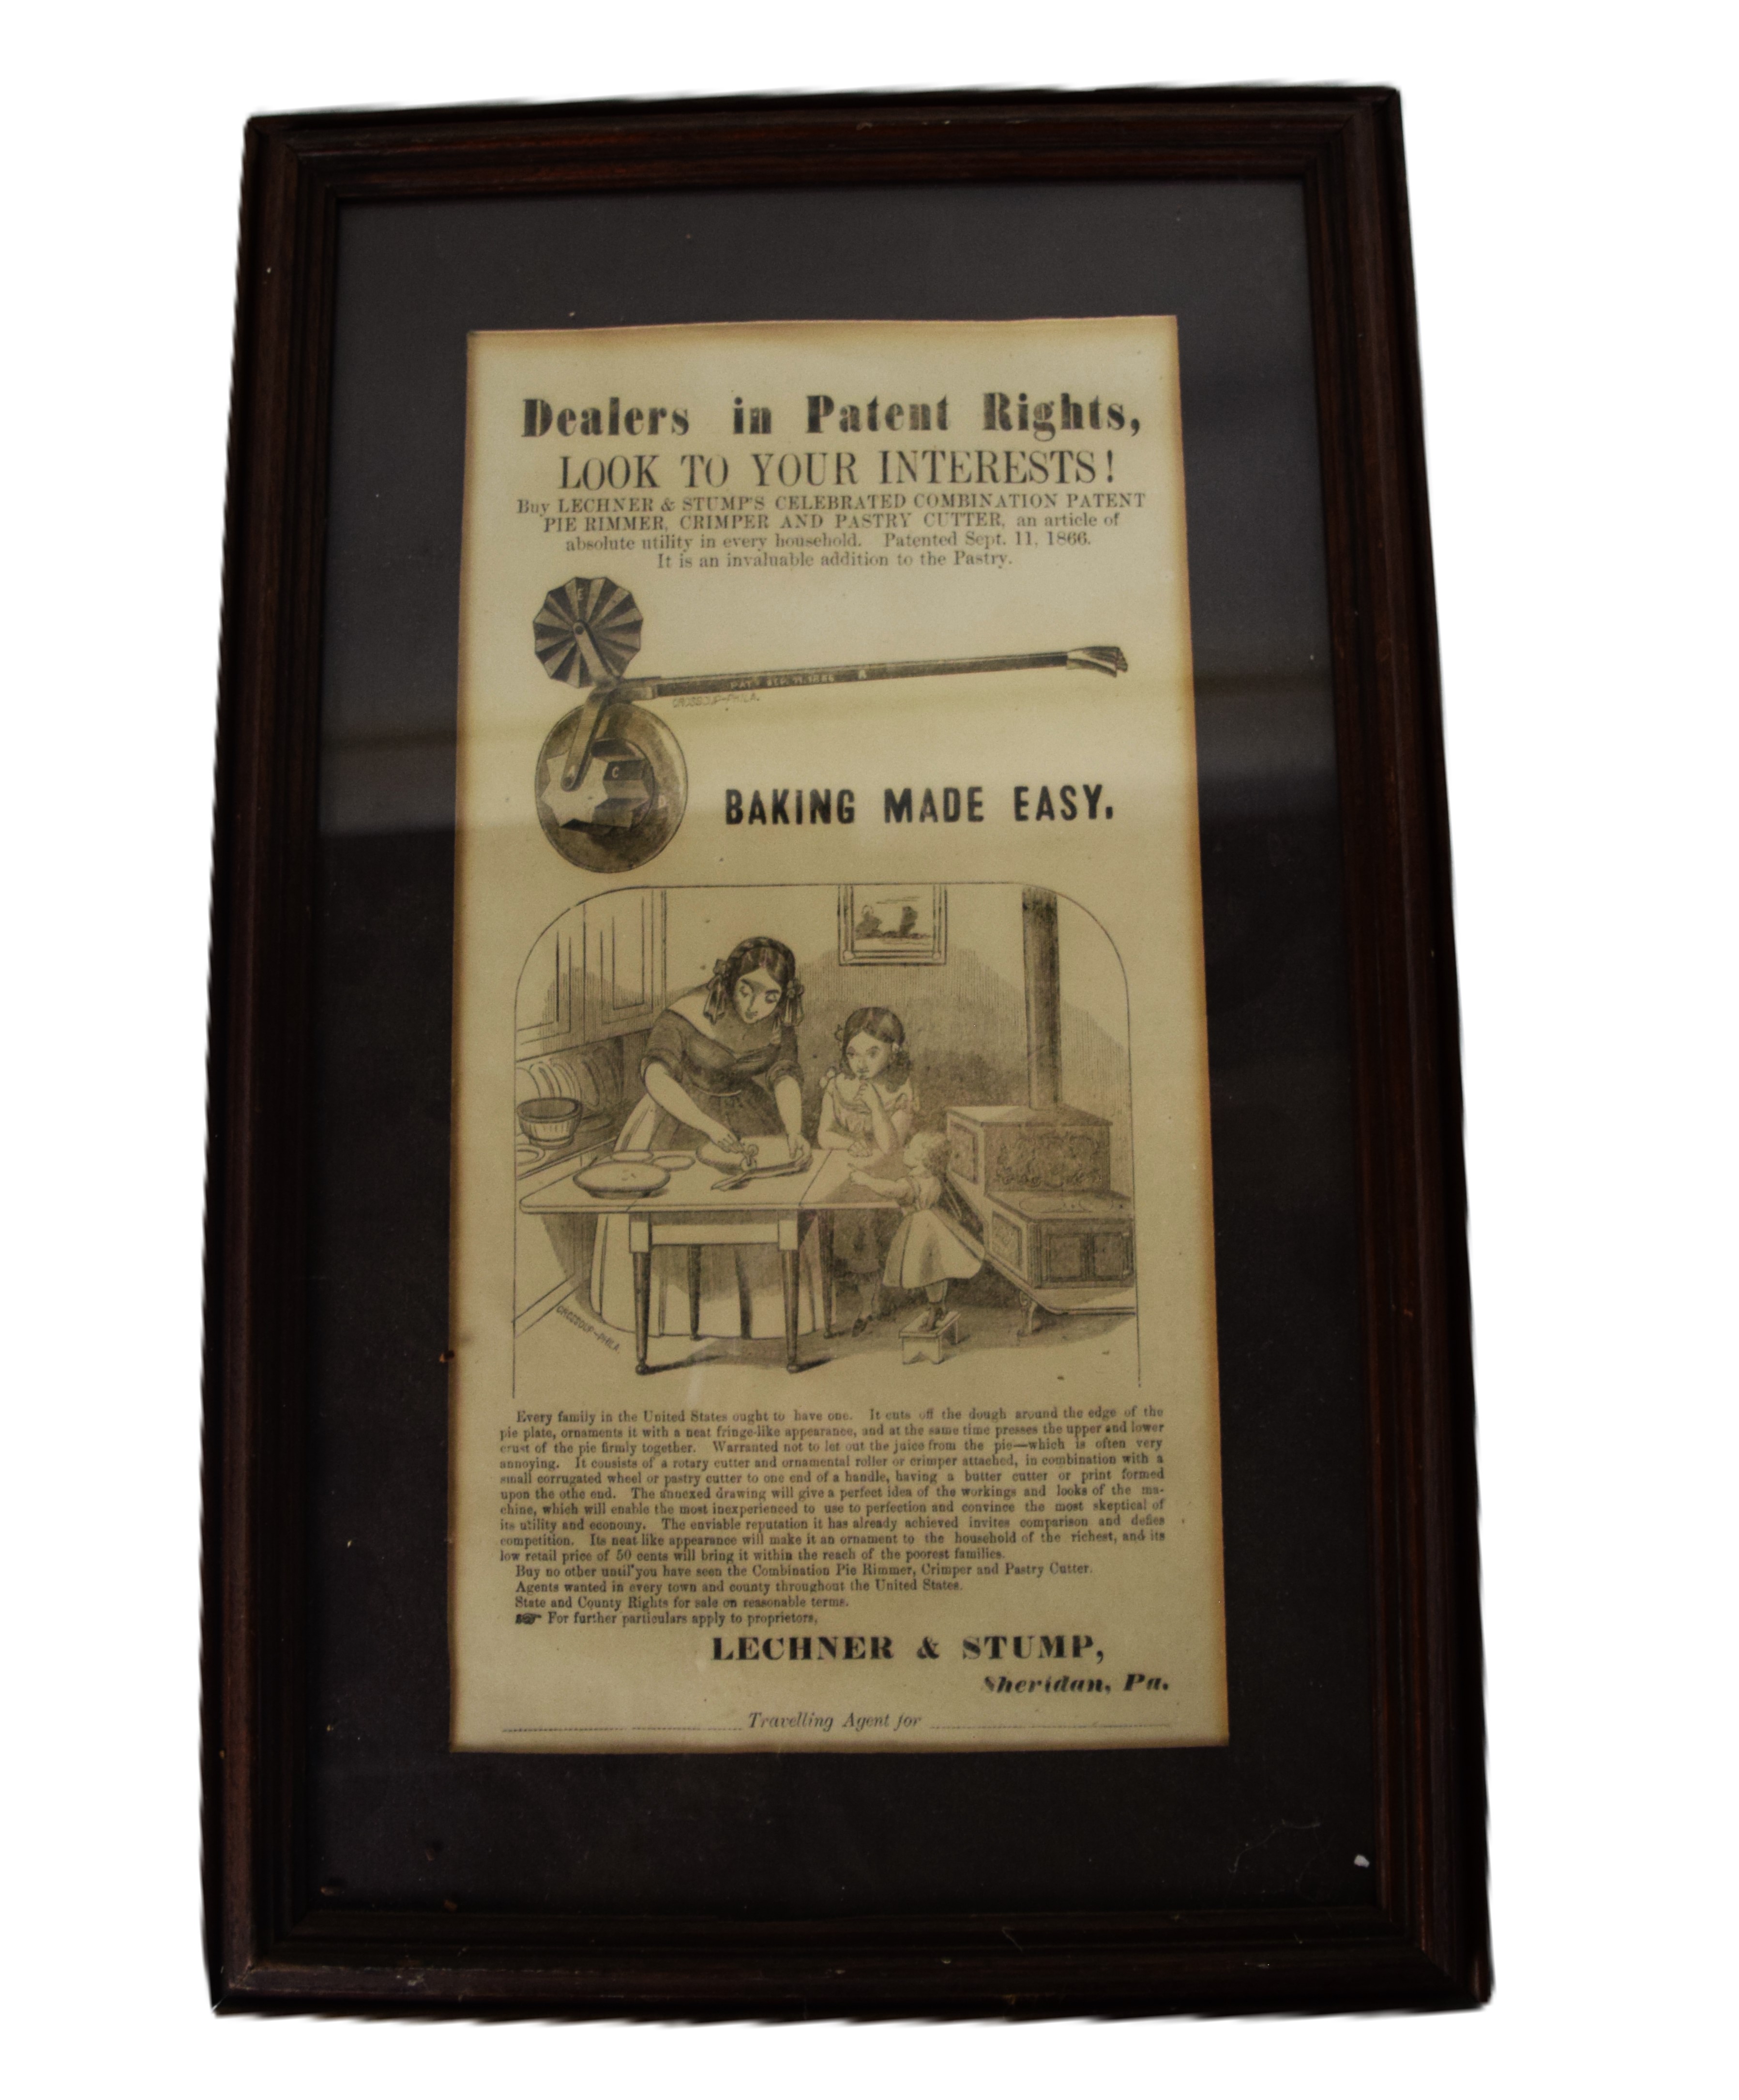 Dealers in Patent Rights,
LOOK TO YOUR INTERESTS!
Buy LECHNER & STUMP'S CELEBRATED COMBINATION PATENT
PIE RIMMER, CRIMPER AND PASTRY CUTTER, an article of
absolute utility in every household. Patented Sept. 11, 1866.
It is an invaluable addition to the Pastry.
E
PAT'D SEP. 11. 1866 A
CROSSCUP-PHILA.
A C
D
BAKING MADE EASY.
CROSSCUP-PHILA
Every family in the United States ought to have one. It cuts off the dough around the edge of the
pie plate, ornaments it with a neat fringe-like appearance, and at the same time presses the upper and lower
crust of the pie firmly together. Warranted not to let out the juice from the pie—which is often very
annoying. It consists of a rotary cutter and ornamental roller or crimper attached, in combination with a
small corrugated wheel or pastry cutter to one end of a handle, having a butter cutter or print formed
upon the othe end. The annexed drawing will give a perfect idea of the workings and looks of the ma-
chine, which will enable the most inexperienced to use to perfection and convince the most skeptical of
its utility and economy. The enviable reputation it has already achieved invites comparison and defies
competition. Its neat like appearance will make it an ornament to the household of the richest, and its
low retail price of 50 cents will bring it within the reach of the poorest families.
Buy no other until you have seen the Combination Pie Rimmer, Crimper and Pastry Cutter.
Agents wanted in every town and county throughout the United States.
State and County Rights for sale on reasonable terms.
☞ For further particulars apply to proprietors,
LECHNER & STUMP,
Sheridan, Pa.
Travelling Agent for